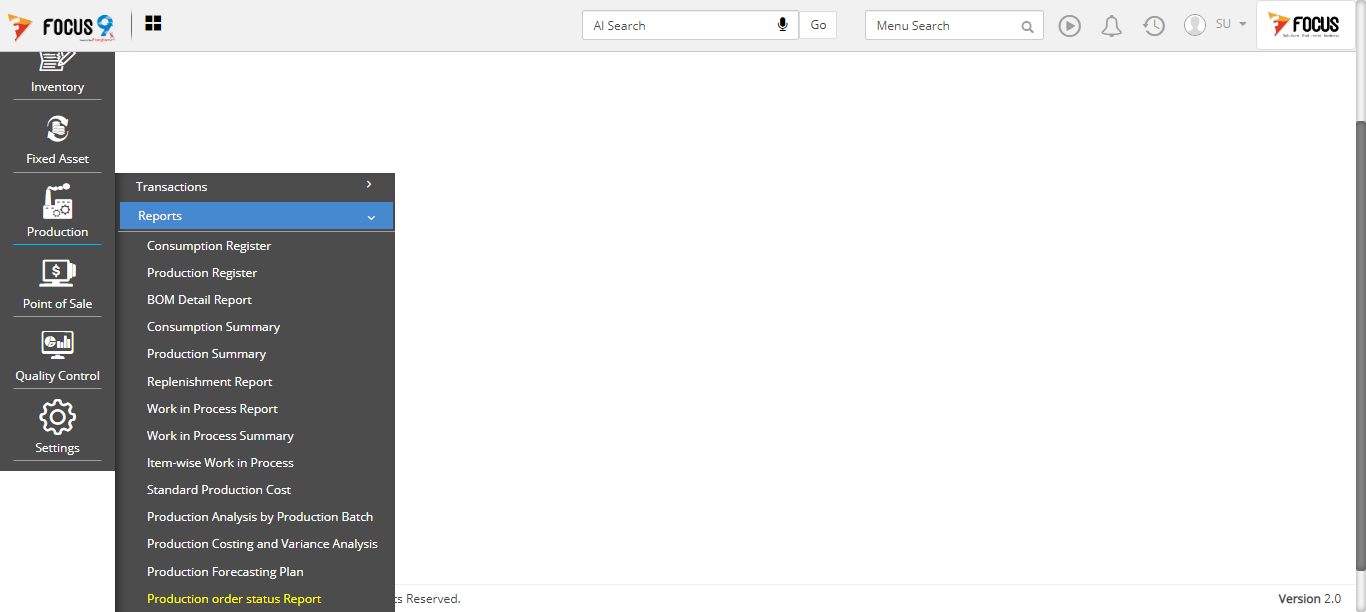 FOCUS 9
AI Search
Go
Menu Search
SU
FOCUS
Inventory
Fixed Asset
Production
Point of Sale
Quality Control
Settings
Transactions
Reports
Consumption Register
Production Register
BOM Detail Report
Consumption Summary
Production Summary
Replenishment Report
Work in Process Report
Work in Process Summary
Item-wise Work in Process
Standard Production Cost
Production Analysis by Production Batch
Production Costing and Variance Analysis
Production Forecasting Plan
Production order status Report
ts Reserved.
Version 2.0